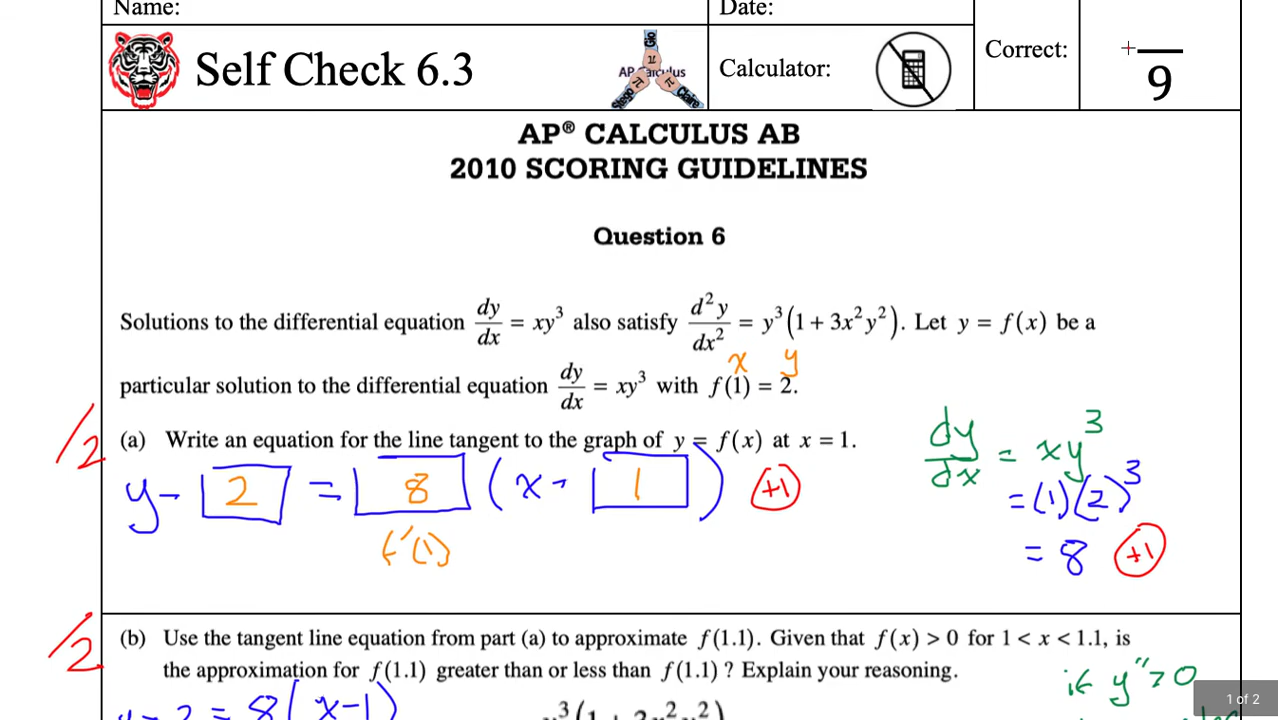 Name:
Date:
Self Check 6.3
Gio
π
AP Calculus
Diego
π
π
Claire
Calculator:
Correct:
+
9
AP® CALCULUS AB
2010 SCORING GUIDELINES
Question 6
Solutions to the differential equation dy/dx = xy³ also satisfy d²y/dx² = y³(1 + 3x²y²). Let y = f(x) be a
x y
particular solution to the differential equation dy/dx = xy³ with f(1) = 2.
/2
(a) Write an equation for the line tangent to the graph of y = f(x) at x = 1.
y - 2 = 8 (x - 1) +1
f'(1)
dy/dx = xy³
= (1)(2)³
= 8 +1
/2
(b) Use the tangent line equation from part (a) to approximate f(1.1). Given that f(x) > 0 for 1 < x < 1.1, is
the approximation for f(1.1) greater than or less than f(1.1) ? Explain your reasoning.
if y" > 0
y - 2 = 8(x-1)
1 of 2